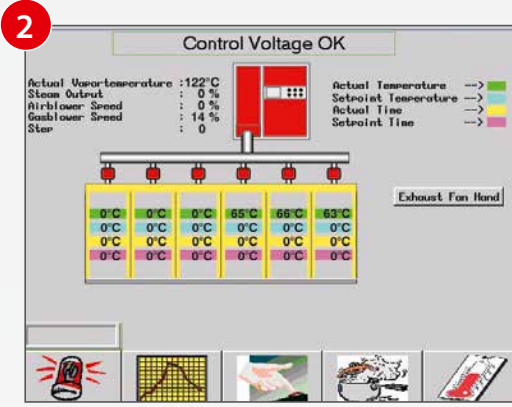 2
Control Voltage OK
Actual Vaportemperature :122°C
Steam Output : 0 %
Airblower Speed : 0 %
Gasblower Speed : 14 %
Step : 0
Actual Temperature -->
Setpoint Temperature -->
Actual Time -->
Setpoint Time -->
Exhaust Fan Hand
0°C 0°C 0°C 65°C 66°C 63°C
0°C 0°C 0°C 0°C 0°C 0°C
0°C 0°C 0°C 0°C 0°C 0°C
0°C 0°C 0°C 0°C 0°C 0°C